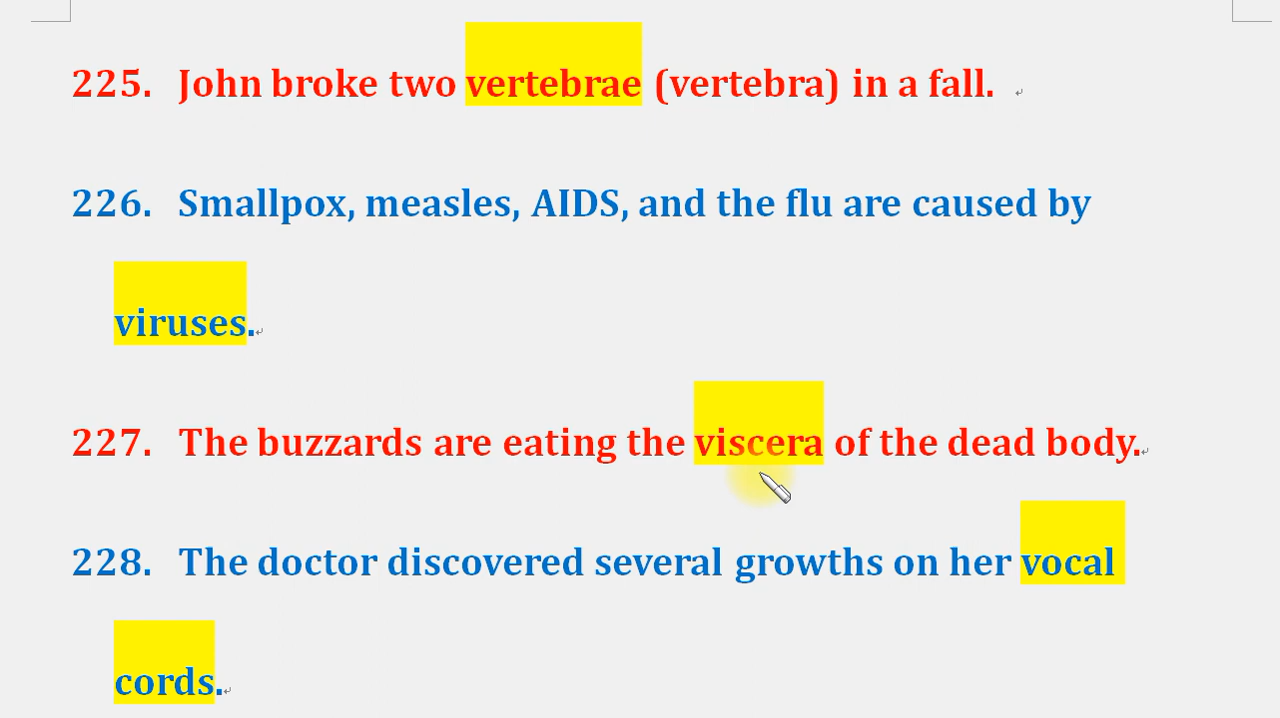 225. John broke two vertebrae (vertebra) in a fall.
226. Smallpox, measles, AIDS, and the flu are caused by
viruses.
227. The buzzards are eating the viscera of the dead body.
228. The doctor discovered several growths on her vocal
cords.